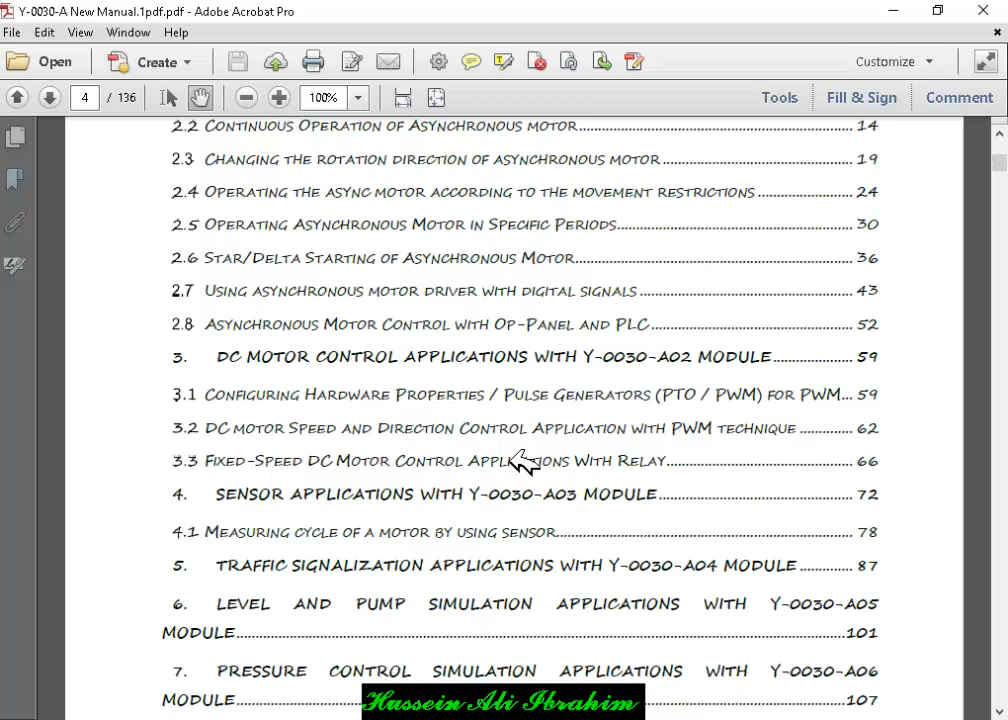 Y-0030-A New Manual.1pdf.pdf - Adobe Acrobat Pro
File Edit View Window Help
Open Create Customize
4 / 136 100% Tools Fill & Sign Comment
2.2 Continuous Operation of Asynchronous motor 14
2.3 Changing the rotation direction of asynchronous motor 19
2.4 Operating the async motor according to the movement restrictions 24
2.5 Operating Asynchronous Motor in Specific Periods 30
2.6 Star/Delta Starting of Asynchronous Motor 36
2.7 Using asynchronous motor driver with digital signals 43
2.8 Asynchronous Motor Control with Op-Panel and PLC 52
3. DC MOTOR CONTROL APPLICATIONS WITH Y-0030-A02 MODULE 59
3.1 Configuring Hardware Properties / Pulse Generators (PTO / PWM) for PWM 59
3.2 DC motor Speed and Direction Control Application with PWM technique 62
3.3 Fixed-Speed DC Motor Control Applications With Relay 66
4. SENSOR APPLICATIONS WITH Y-0030-A03 MODULE 72
4.1 Measuring cycle of a motor by using sensor 78
5. TRAFFIC SIGNALIZATION APPLICATIONS WITH Y-0030-A04 MODULE 87
6. LEVEL AND PUMP SIMULATION APPLICATIONS WITH Y-0030-A05
MODULE 101
7. PRESSURE CONTROL SIMULATION APPLICATIONS WITH Y-0030-A06
MODULE 107
Hussein Ali Ibrahim